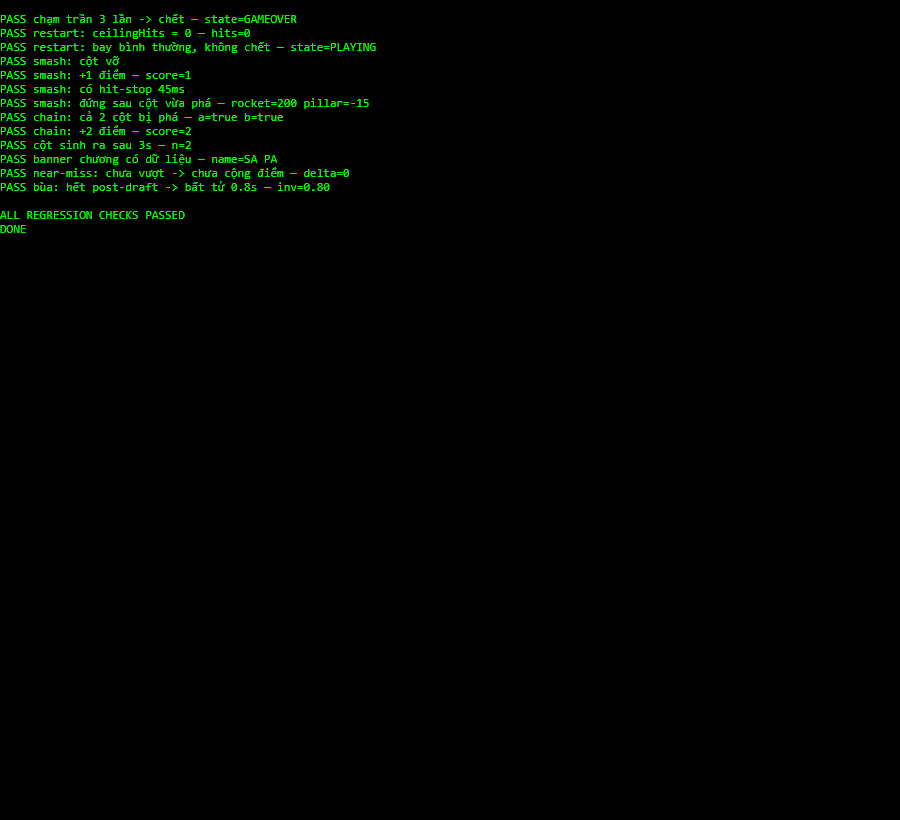 PASS chạm trần 3 lần -> chết — state=GAMEOVER
PASS restart: ceilingHits = 0 — hits=0
PASS restart: bay bình thường, không chết — state=PLAYING
PASS smash: cột vỡ
PASS smash: +1 điểm — score=1
PASS smash: có hit-stop 45ms
PASS smash: đứng sau cột vừa phá — rocket=200 pillar=-15
PASS chain: cả 2 cột bị phá — a=true b=true
PASS chain: +2 điểm — score=2
PASS cột sinh ra sau 3s — n=2
PASS banner chương có dữ liệu — name=SA PA
PASS near-miss: chưa vượt -> chưa cộng điểm — delta=0
PASS bùa: hết post-draft -> bất tử 0.8s — inv=0.80
ALL REGRESSION CHECKS PASSED
DONE